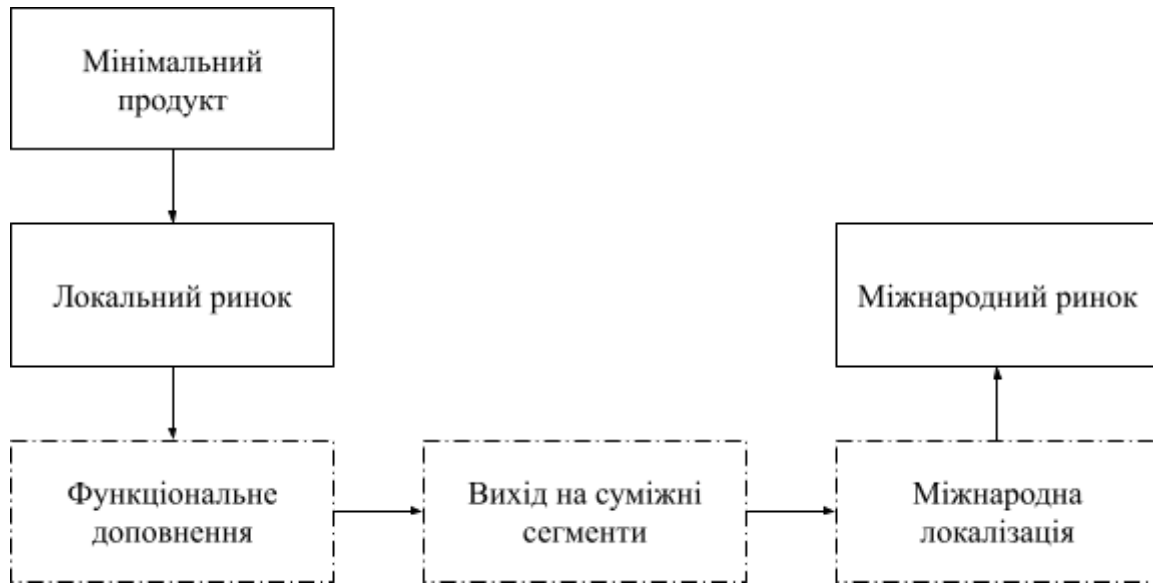 Мінімальний
продукт
Локальний ринок
Міжнародний ринок
Функціональне
доповнення
Вихід на суміжні
сегменти
Міжнародна
локалізація